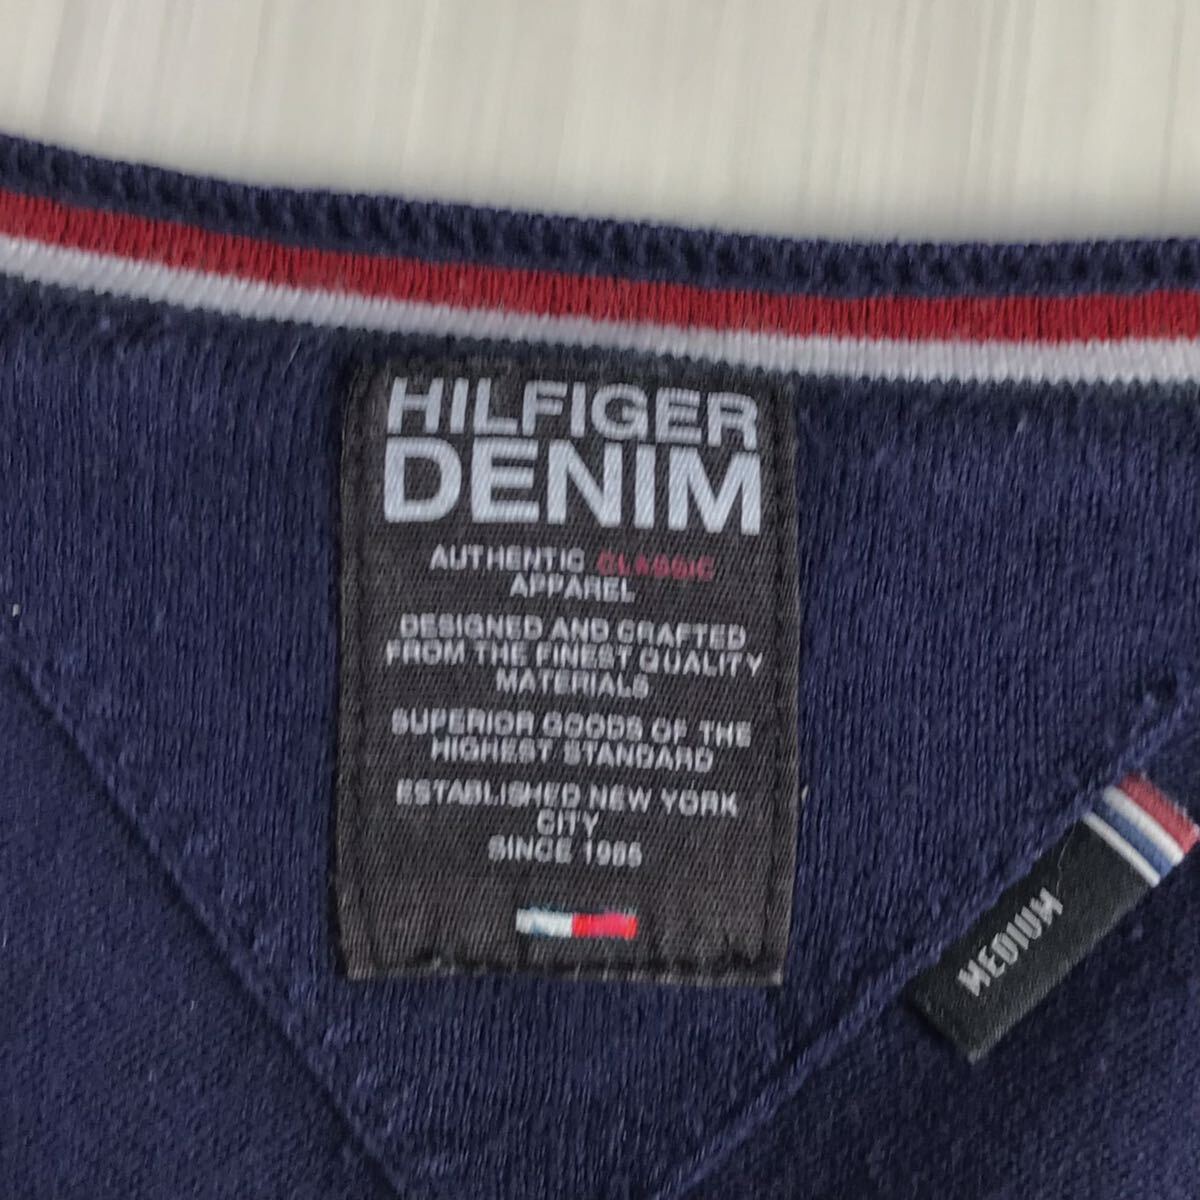 HILFIGER
DENIM
AUTHENTIC CLASSIC
APPAREL
DESIGNED AND CRAFTED
FROM THE FINEST QUALITY
MATERIALS
SUPERIOR GOODS OF THE
HIGHEST STANDARD
ESTABLISHED NEW YORK
CITY
SINCE 1985
MEDIUM